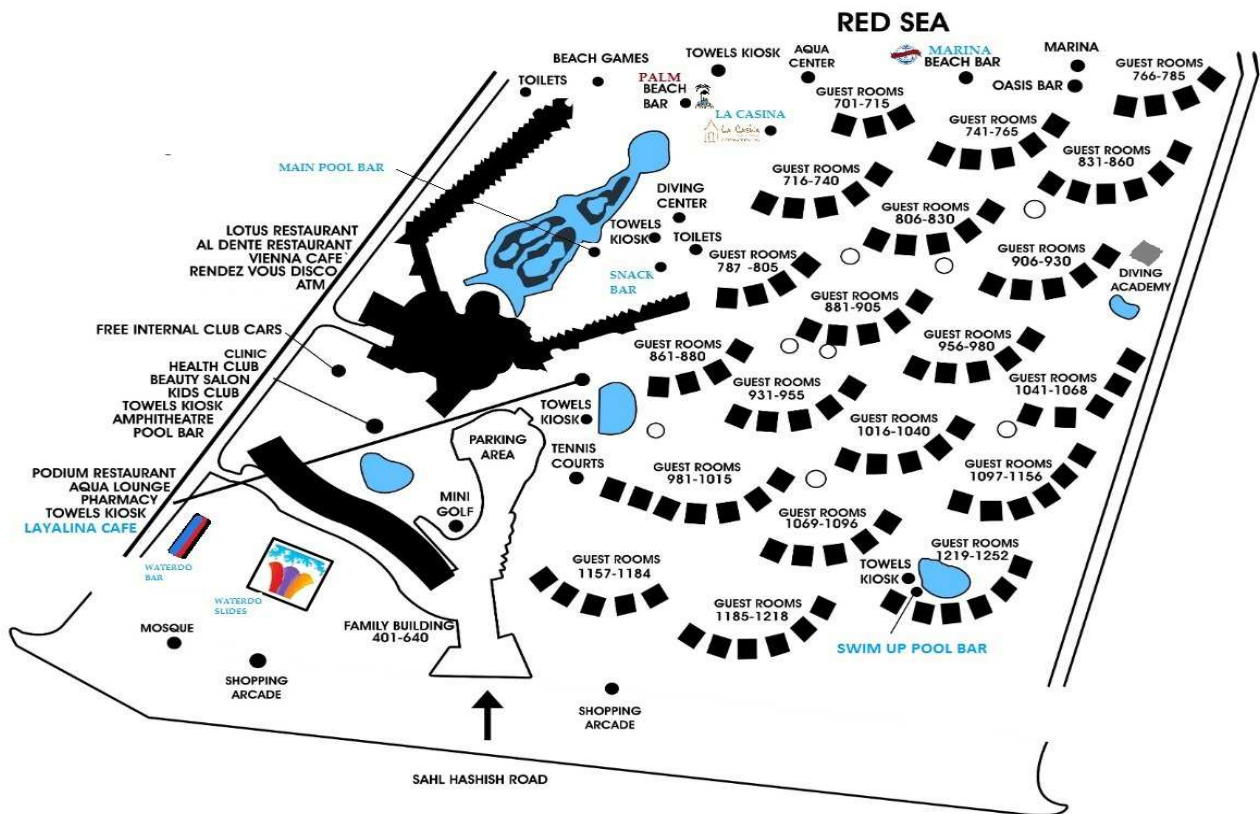 RED SEA
BEACH GAMES
TOILETS
PALM
BEACH
BAR
TOWELS KIOSK
AQUA
CENTER
MARINA
BEACH BAR
MARINA
OASIS BAR
GUEST ROOMS
766-785
GUEST ROOMS
701-715
LA CASINA
La Casina
GUEST ROOMS
741-765
GUEST ROOMS
831-860
MAIN POOL BAR
GUEST ROOMS
716-740
DIVING
CENTER
GUEST ROOMS
806-830
TOWELS
KIOSK
TOILETS
LOTUS RESTAURANT
AL DENTE RESTAURANT
VIENNA CAFE`
RENDEZ VOUS DISCO
ATM
SNACK
BAR
GUEST ROOMS
787 -805
GUEST ROOMS
906-930
DIVING
ACADEMY
GUEST ROOMS
881-905
FREE INTERNAL CLUB CARS
GUEST ROOMS
861-880
GUEST ROOMS
956-980
CLINIC
HEALTH CLUB
BEAUTY SALON
KIDS CLUB
TOWELS KIOSK
AMPHITHEATRE
POOL BAR
GUEST ROOMS
931-955
GUEST ROOMS
1041-1068
TOWELS
KIOSK
PARKING
AREA
GUEST ROOMS
1016-1040
TENNIS
COURTS
GUEST ROOMS
981-1015
GUEST ROOMS
1097-1156
PODIUM RESTAURANT
AQUA LOUNGE
PHARMACY
TOWELS KIOSK
LAYALINA CAFE
MINI
GOLF
GUEST ROOMS
1069-1096
GUEST ROOMS
1219-1252
WATERDO
BAR
GUEST ROOMS
1157-1184
TOWELS
KIOSK
WATERDO
SLIDES
GUEST ROOMS
1185-1218
MOSQUE
FAMILY BUILDING
401-640
SWIM UP POOL BAR
SHOPPING
ARCADE
SHOPPING
ARCADE
SAHL HASHISH ROAD